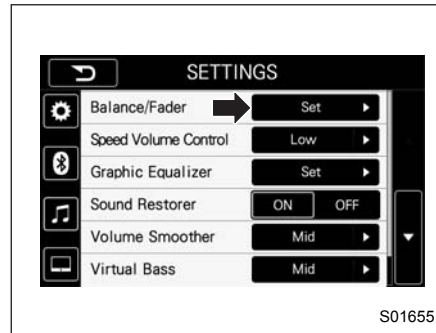 SETTINGS
Balance/Fader Set
Speed Volume Control Low
Graphic Equalizer Set
Sound Restorer ON OFF
Volume Smoother Mid
Virtual Bass Mid
S01655